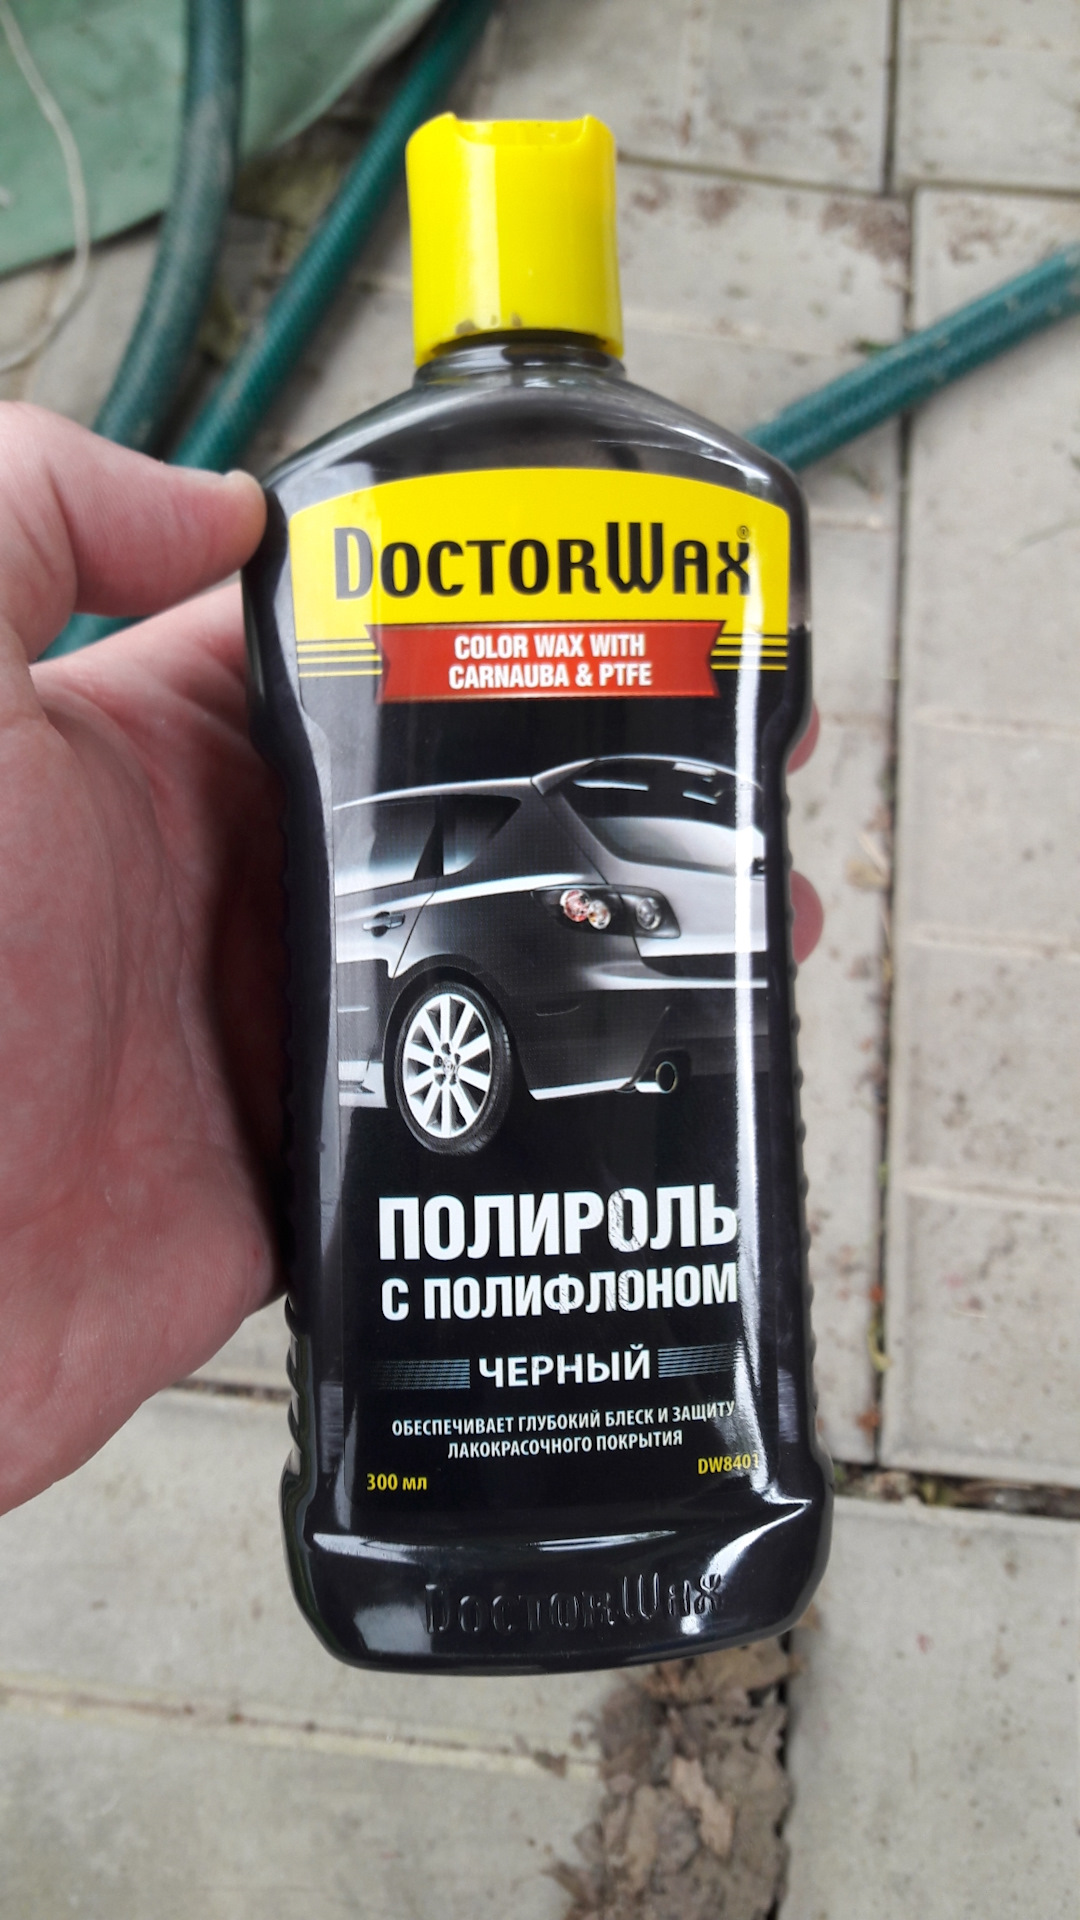 DOCTORWAX®
COLOR WAX WITH
CARNAUBA & PTFE
ПОЛИРОЛЬ
С ПОЛИФЛОНОМ
ЧЕРНЫЙ
ОБЕСПЕЧИВАЕТ ГЛУБОКИЙ БЛЕСК И ЗАЩИТУ
ЛАКОКРАСОЧНОГО ПОКРЫТИЯ
300 мл
DW8401
DOCTORWAX